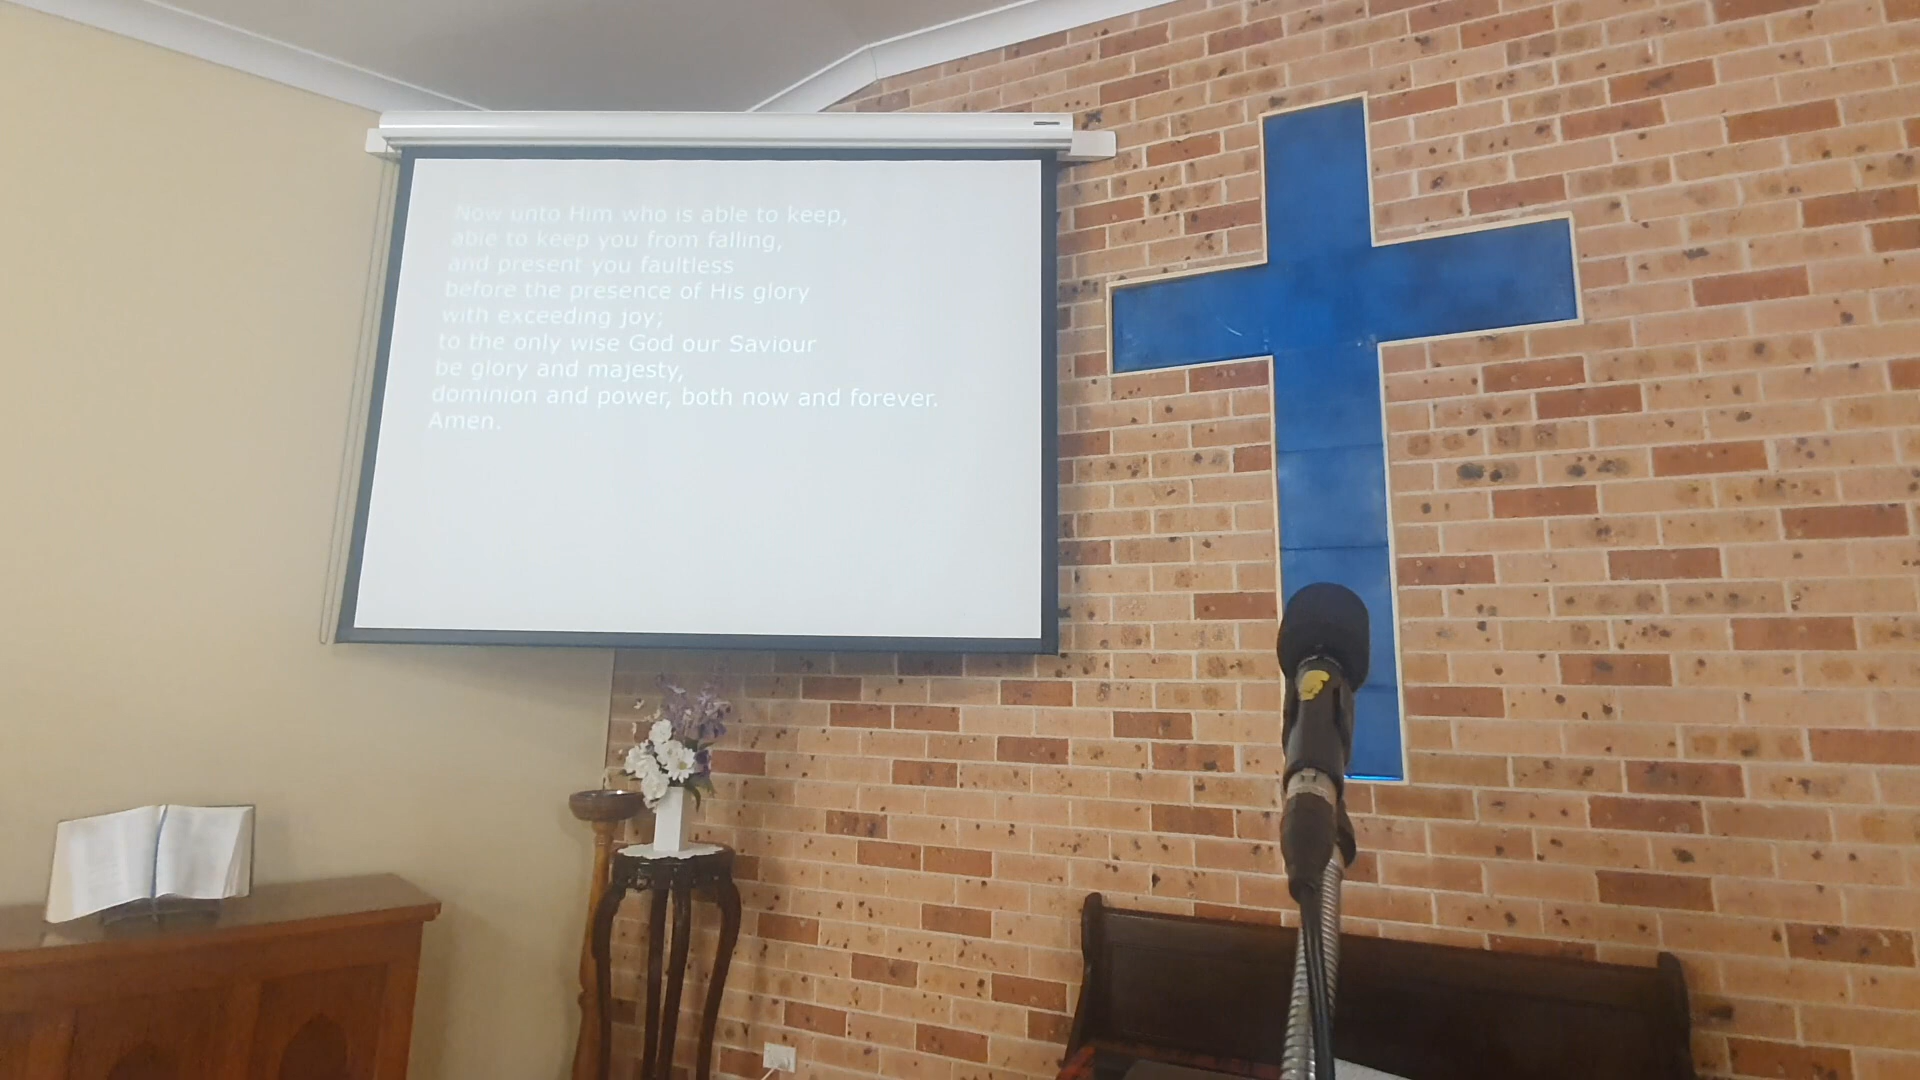 Now unto Him who is able to keep,
able to keep you from falling,
and present you faultless
before the presence of His glory
with exceeding joy;
to the only wise God our Saviour
be glory and majesty,
dominion and power, both now and forever.
Amen.